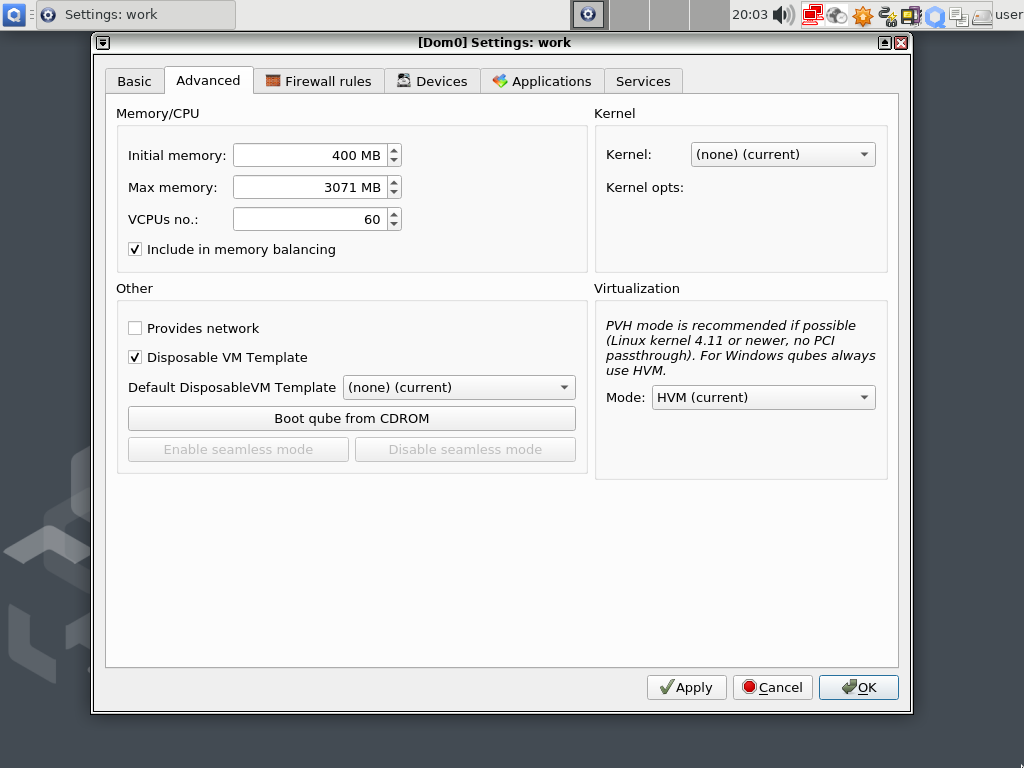 Settings: work
20:03
user
[Dom0] Settings: work
Basic
Advanced
Firewall rules
Devices
Applications
Services
Memory/CPU
Initial memory: 400 MB
Max memory: 3071 MB
VCPUs no.: 60
Include in memory balancing
Kernel
Kernel: (none) (current)
Kernel opts:
Other
Provides network
Disposable VM Template
Default DisposableVM Template (none) (current)
Boot qube from CDROM
Enable seamless mode
Disable seamless mode
Virtualization
PVH mode is recommended if possible
(Linux kernel 4.11 or newer, no PCI
passthrough). For Windows qubes always
use HVM.
Mode: HVM (current)
Apply
Cancel
OK